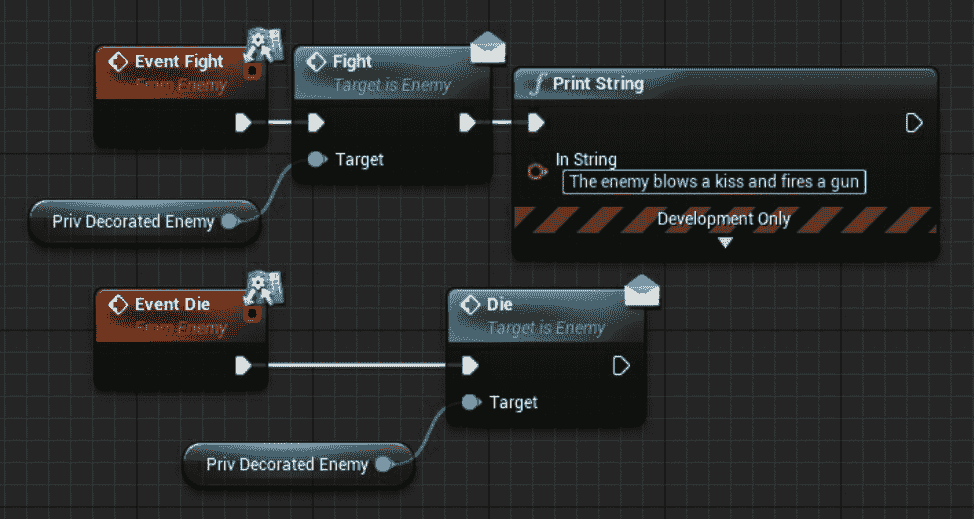 Event Fight
From Enemy
Fight
Target is Enemy
Target
Priv Decorated Enemy
Print String
In String
The enemy blows a kiss and fires a gun
Development Only
Event Die
From Enemy
Die
Target is Enemy
Target
Priv Decorated Enemy